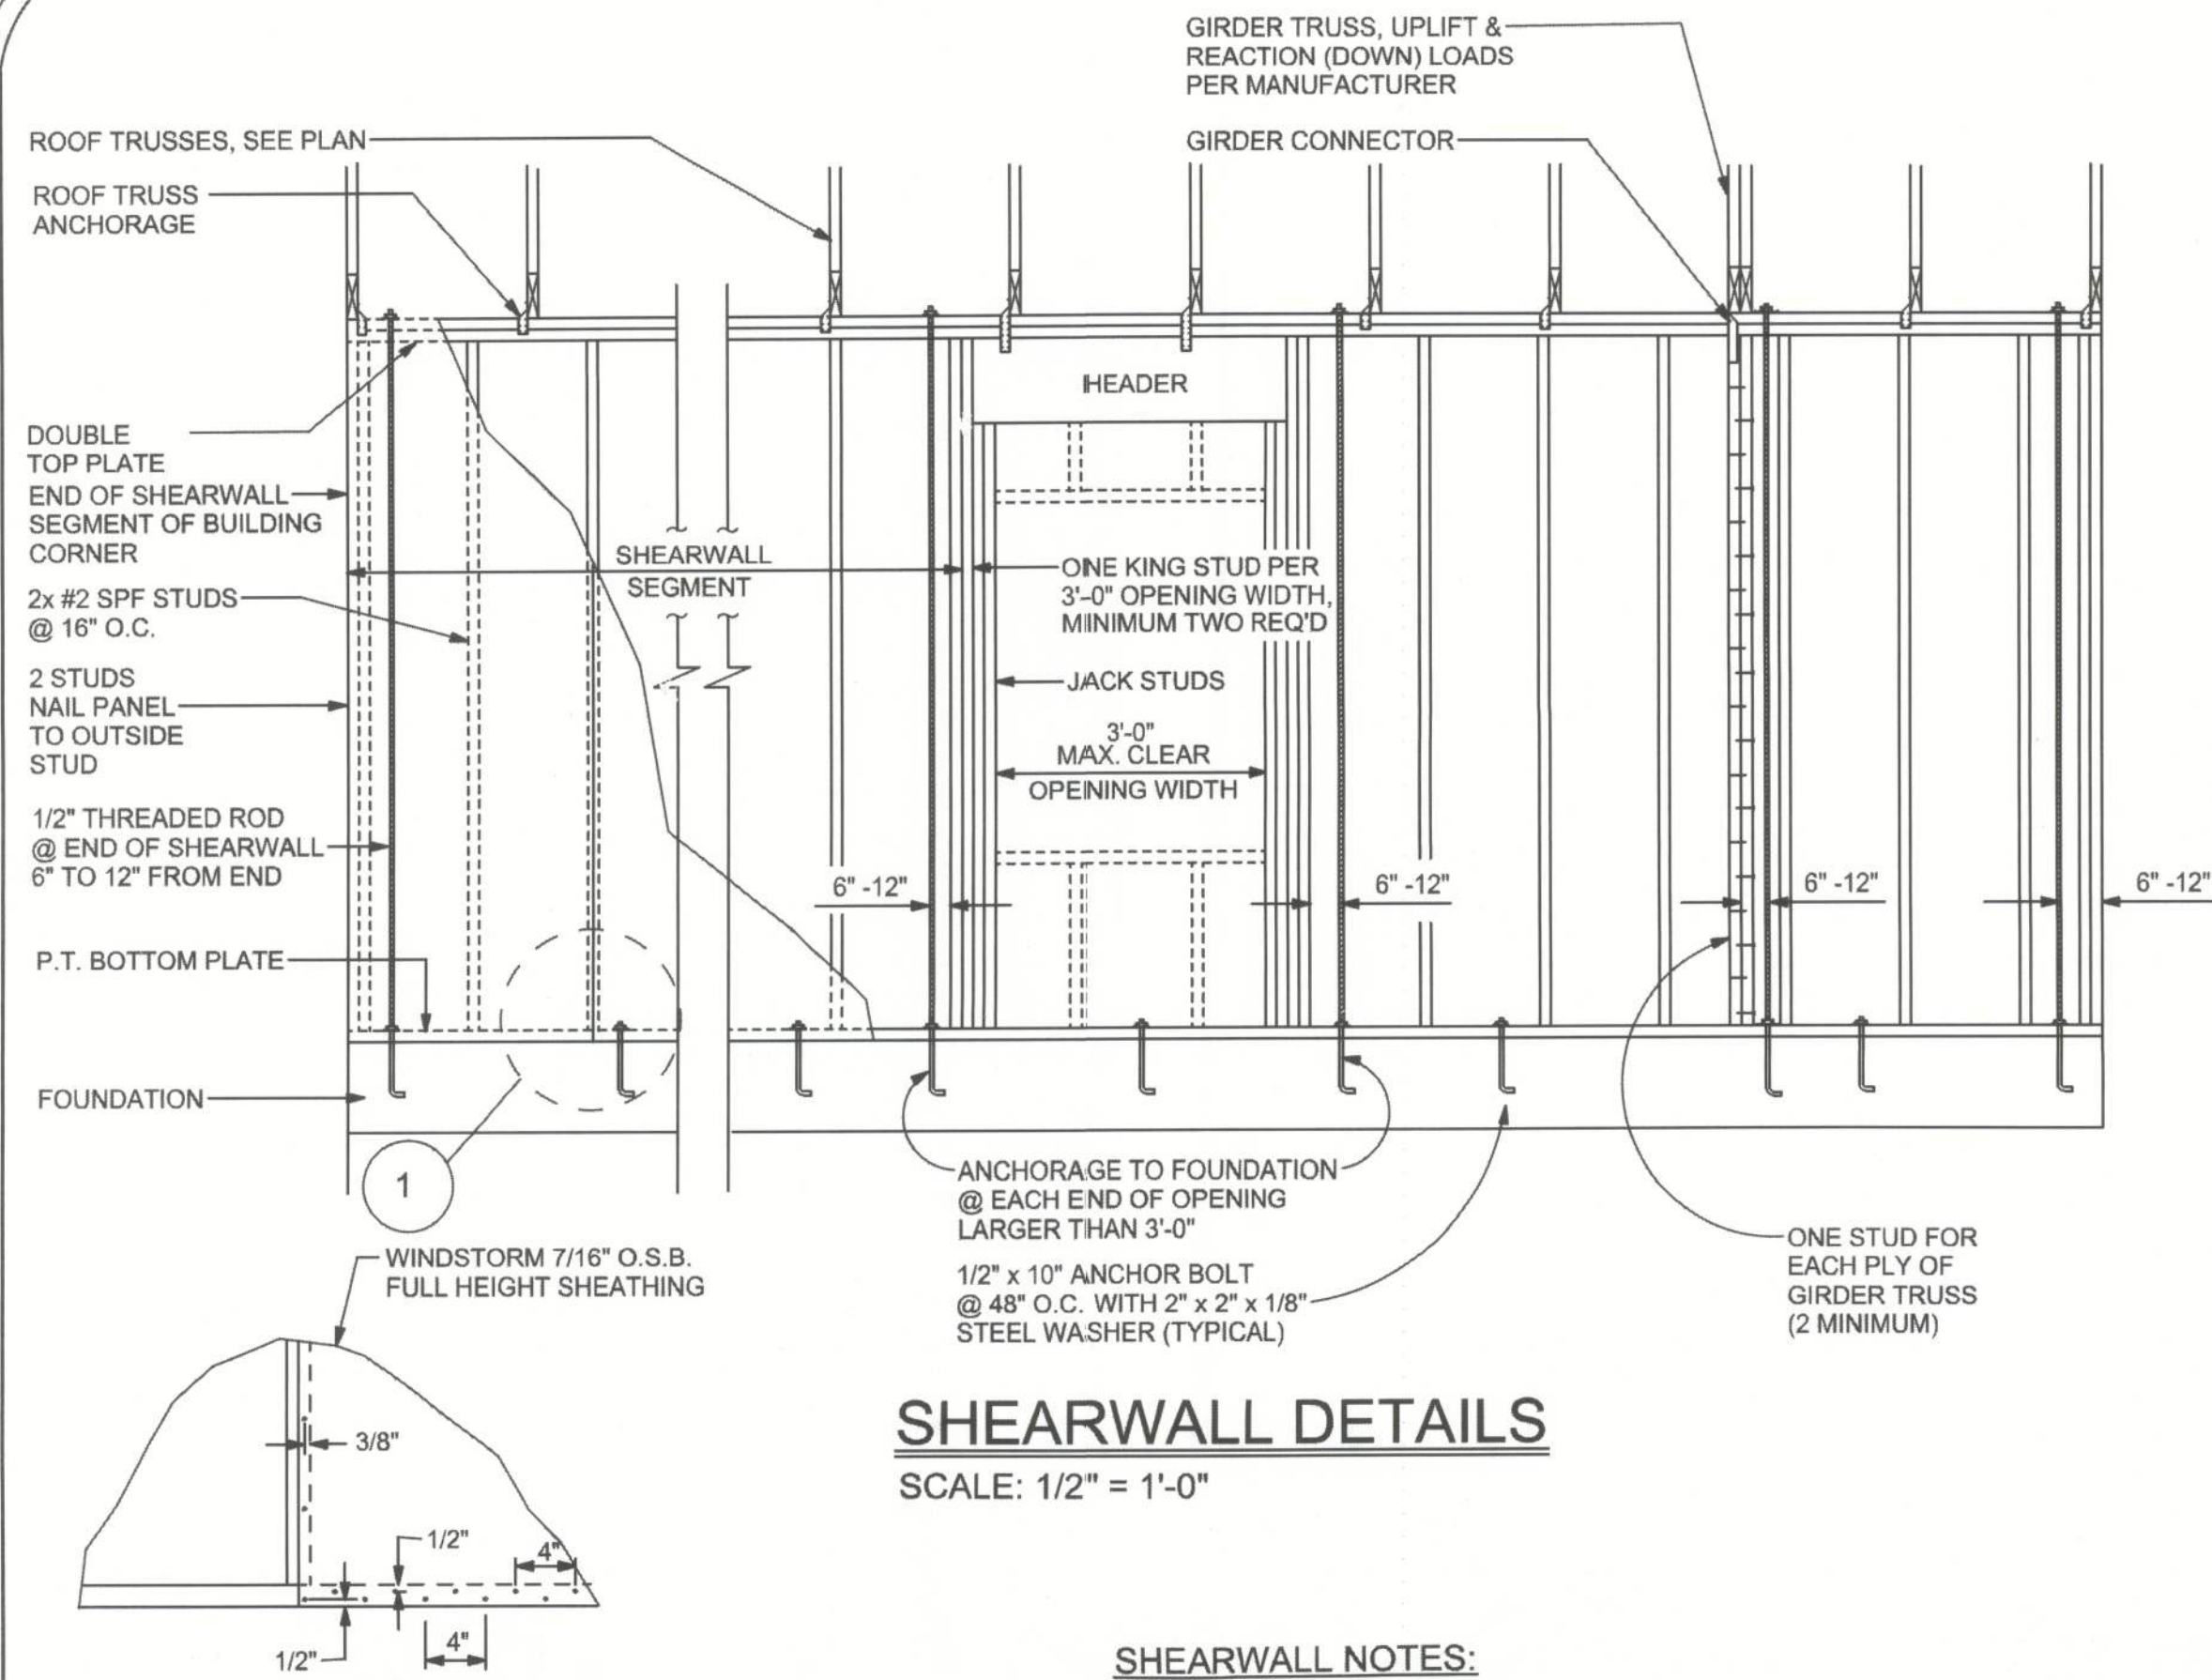 GIRDER TRUSS, UPLIFT &
REACTION (DOWN) LOADS
PER MANUFACTURER
ROOF TRUSSES, SEE PLAN
GIRDER CONNECTOR
ROOF TRUSS
ANCHORAGE
HEADER
DOUBLE
TOP PLATE
END OF SHEARWALL
SEGMENT OF BUILDING
CORNER
SHEARWALL
SEGMENT
ONE KING STUD PER
3'-0" OPENING WIDTH,
MINIMUM TWO REQ'D
2x #2 SPF STUDS
@ 16" O.C.
2 STUDS
NAIL PANEL
TO OUTSIDE
STUD
JACK STUDS
3'-0"
MAX. CLEAR
OPENING WIDTH
1/2" THREADED ROD
@ END OF SHEARWALL
6" TO 12" FROM END
6" -12"
6" -12"
6" -12"
6" -12"
P.T. BOTTOM PLATE
FOUNDATION
1
ANCHORAGE TO FOUNDATION
@ EACH END OF OPENING
LARGER THAN 3'-0"
1/2" x 10" ANCHOR BOLT
@ 48" O.C. WITH 2" x 2" x 1/8"
STEEL WASHER (TYPICAL)
ONE STUD FOR
EACH PLY OF
GIRDER TRUSS
(2 MINIMUM)
WINDSTORM 7/16" O.S.B.
FULL HEIGHT SHEATHING
3/8"
1/2"
4"
1/2"
4"
SHEARWALL DETAILS
SCALE: 1/2" = 1'-0"
SHEARWALL NOTES: